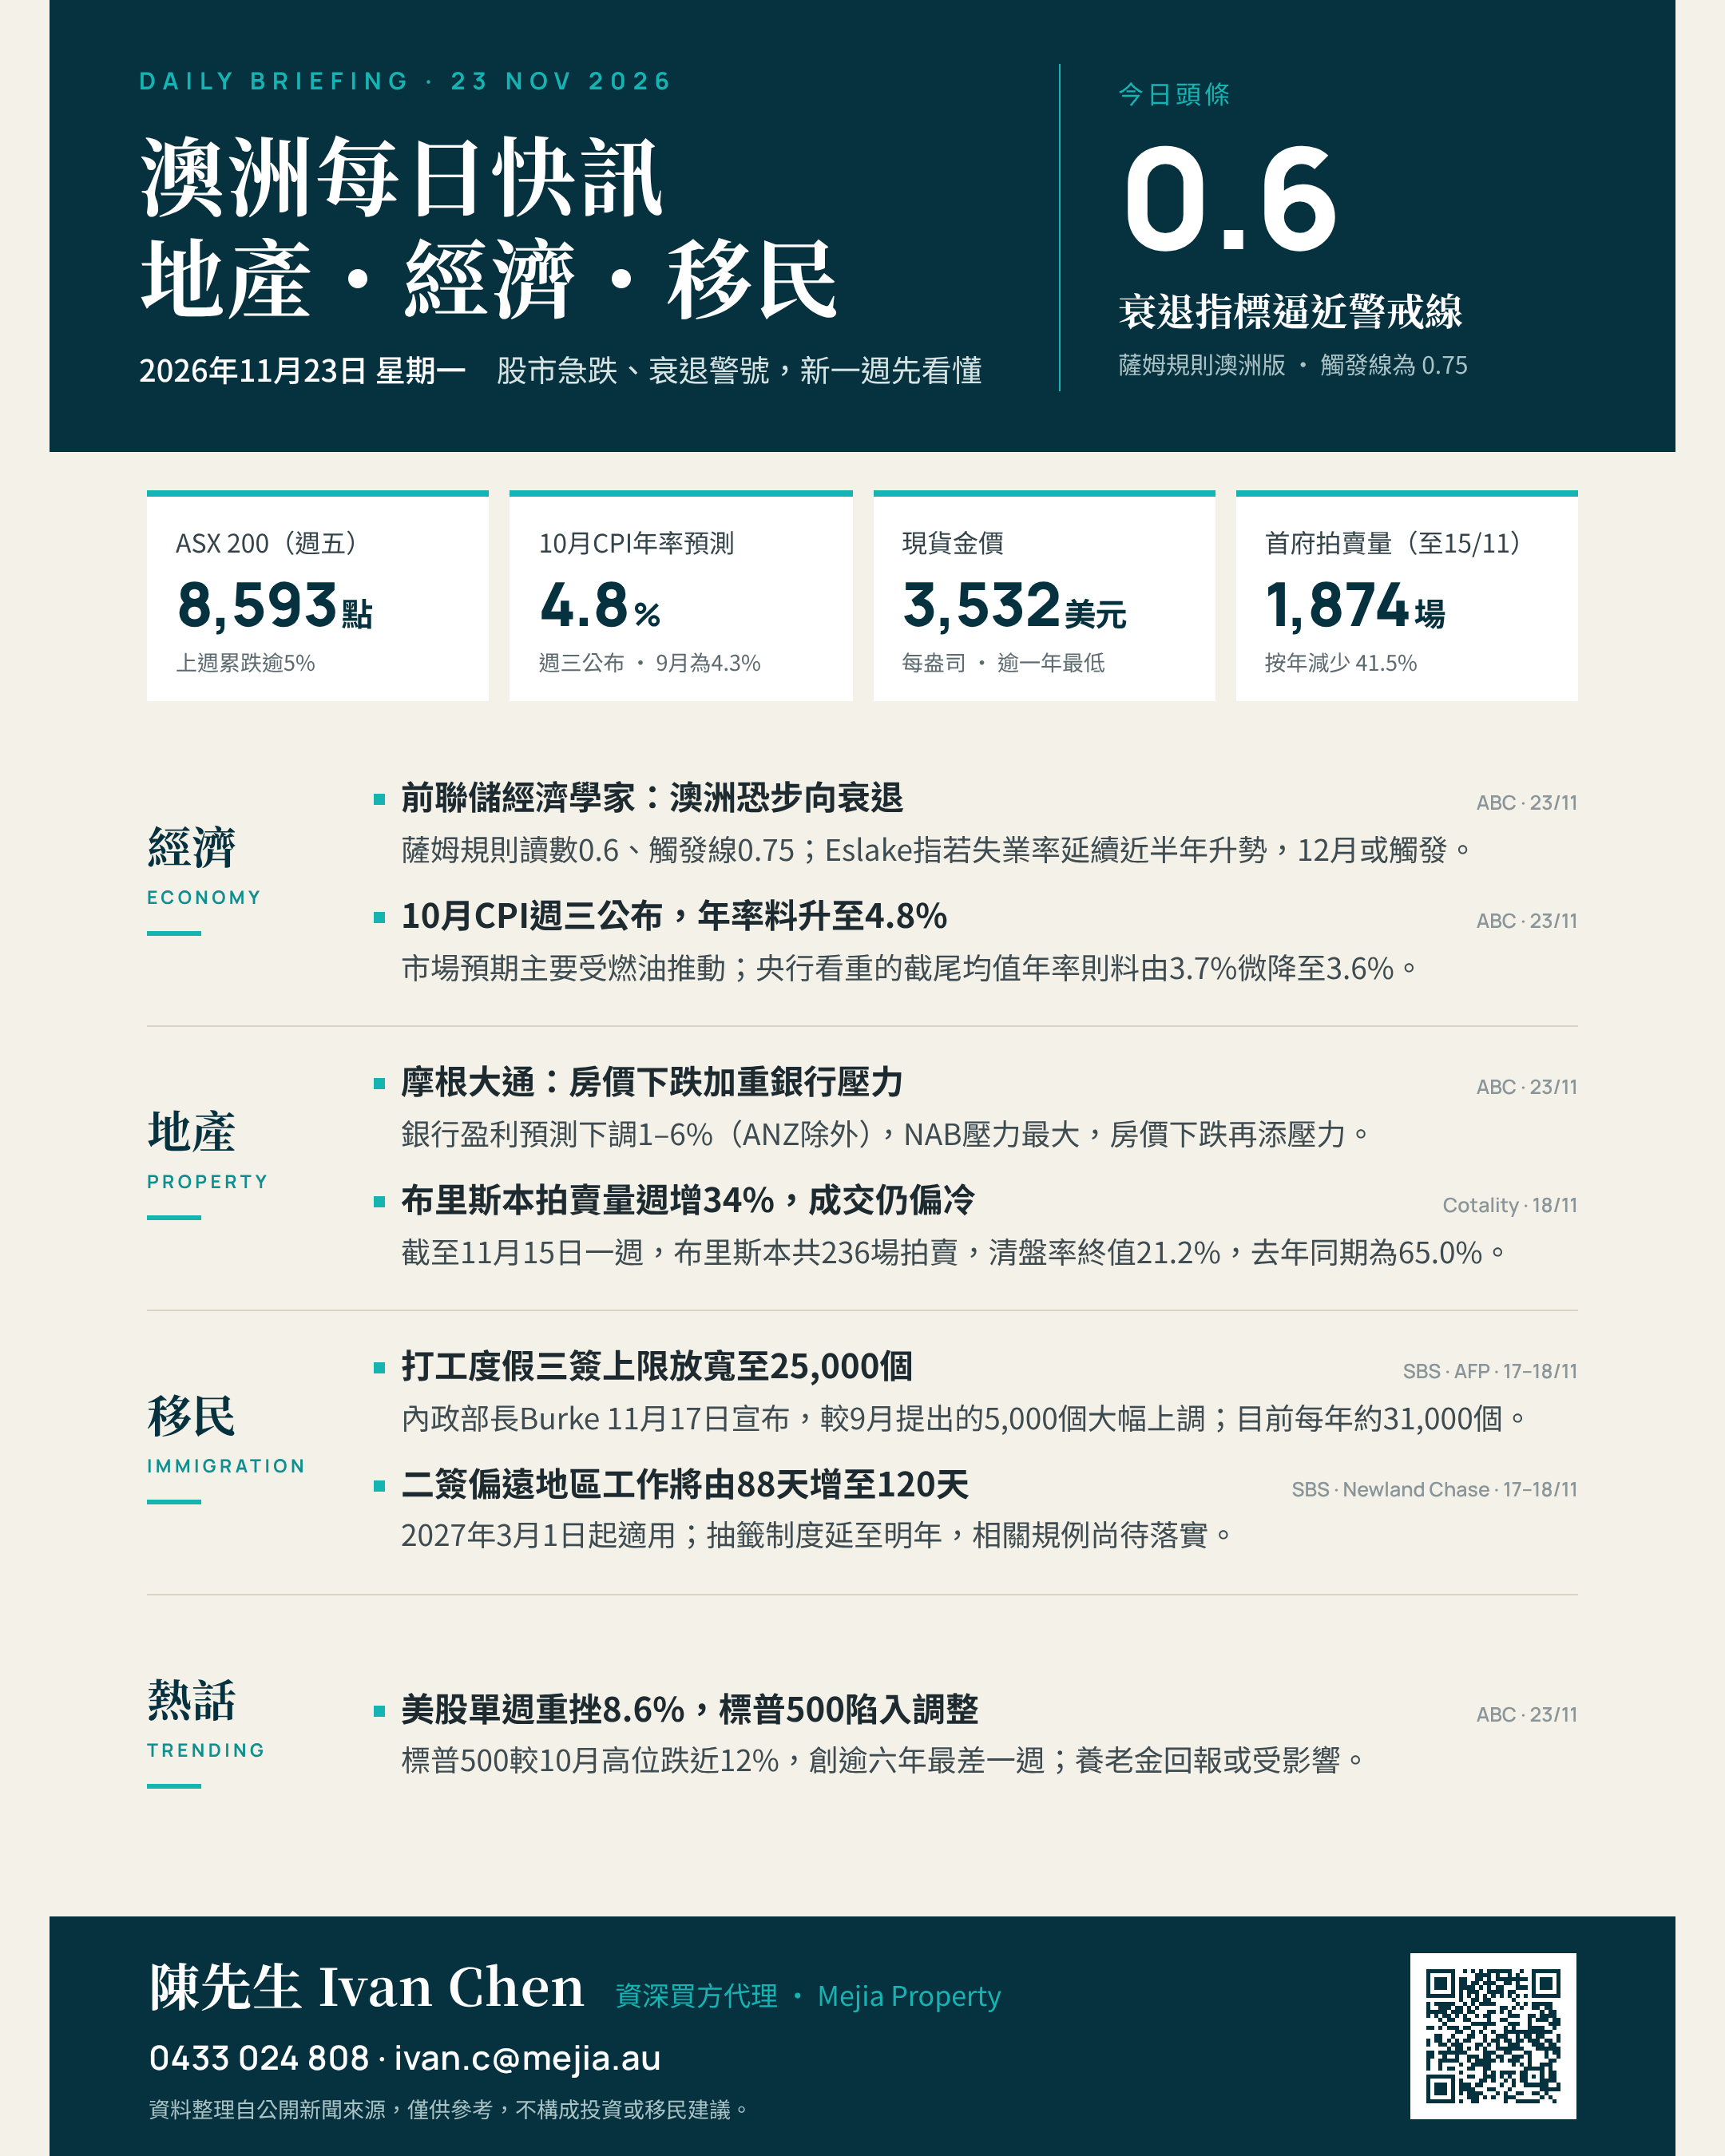 DAILY BRIEFING · 23 NOV 2026
澳洲每日快訊
地產・經濟・移民
2026年11月23日 星期一 股市急跌、衰退警號，新一週先看懂
今日頭條
0.6
衰退指標逼近警戒線
薩姆規則澳洲版 ・ 觸發線為 0.75
ASX 200（週五）
8,593點
上週累跌逾5%
10月CPI年率預測
4.8%
週三公布 ・ 9月為4.3%
現貨金價
3,532美元
每盎司 ・ 逾一年最低
首府拍賣量（至15/11）
1,874場
按年減少 41.5%
經濟
ECONOMY
前聯儲經濟學家：澳洲恐步向衰退
ABC · 23/11
薩姆規則讀數0.6、觸發線0.75；Eslake指若失業率延續近半年升勢，12月或觸發。
10月CPI週三公布，年率料升至4.8%
ABC · 23/11
市場預期主要受燃油推動；央行看重的截尾均值年率則料由3.7%微降至3.6%。
地產
PROPERTY
摩根大通：房價下跌加重銀行壓力
ABC · 23/11
銀行盈利預測下調1–6%（ANZ除外），NAB壓力最大，房價下跌再添壓力。
布里斯本拍賣量週增34%，成交仍偏冷
Cotality · 18/11
截至11月15日一週，布里斯本共236場拍賣，清盤率終值21.2%，去年同期為65.0%。
移民
IMMIGRATION
打工度假三簽上限放寬至25,000個
SBS · AFP · 17–18/11
內政部長Burke 11月17日宣布，較9月提出的5,000個大幅上調；目前每年約31,000個。
二簽偏遠地區工作將由88天增至120天
SBS · Newland Chase · 17–18/11
2027年3月1日起適用；抽籤制度延至明年，相關規例尚待落實。
熱話
TRENDING
美股單週重挫8.6%，標普500陷入調整
ABC · 23/11
標普500較10月高位跌近12%，創逾六年最差一週；養老金回報或受影響。
陳先生 Ivan Chen 資深買方代理 ・ Mejia Property
0433 024 808 · ivan.c@mejia.au
資料整理自公開新聞來源，僅供參考，不構成投資或移民建議。